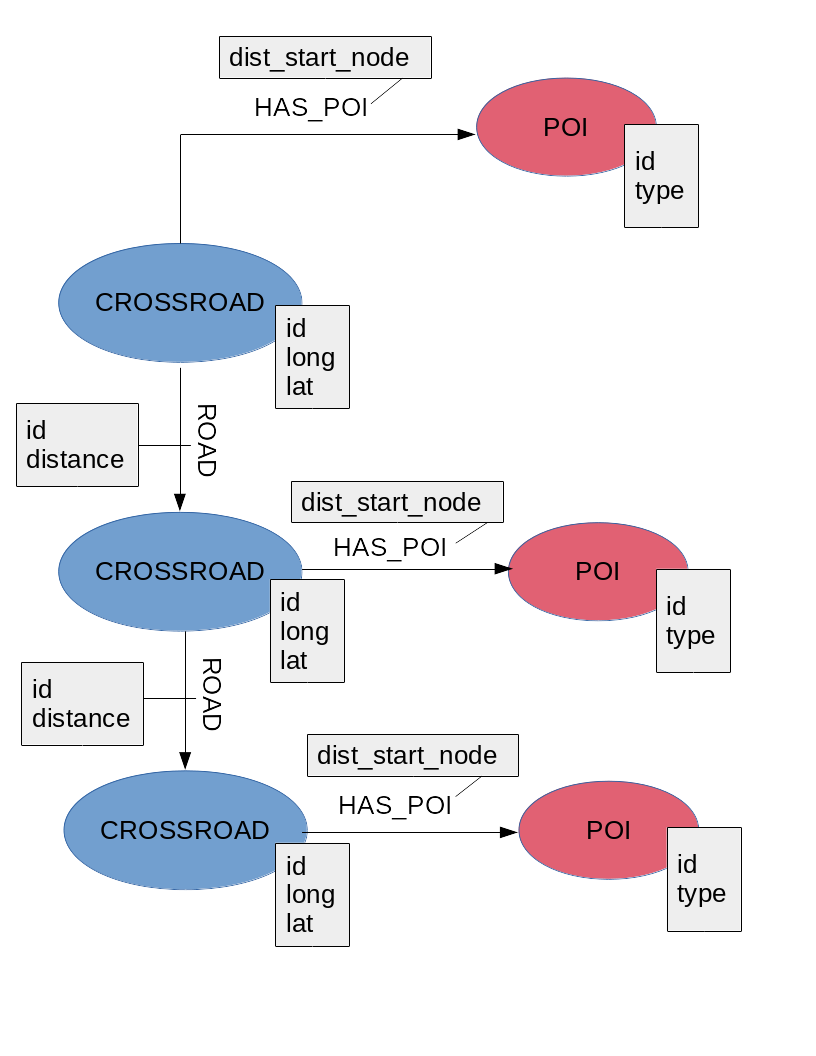 dist_start_node
HAS_POI
POI
id
type
CROSSROAD
id
long
lat
id
distance
ROAD
dist_start_node
HAS_POI
CROSSROAD
POI
id
long
lat
id
type
id
distance
ROAD
dist_start_node
HAS_POI
CROSSROAD
POI
id
long
lat
id
type